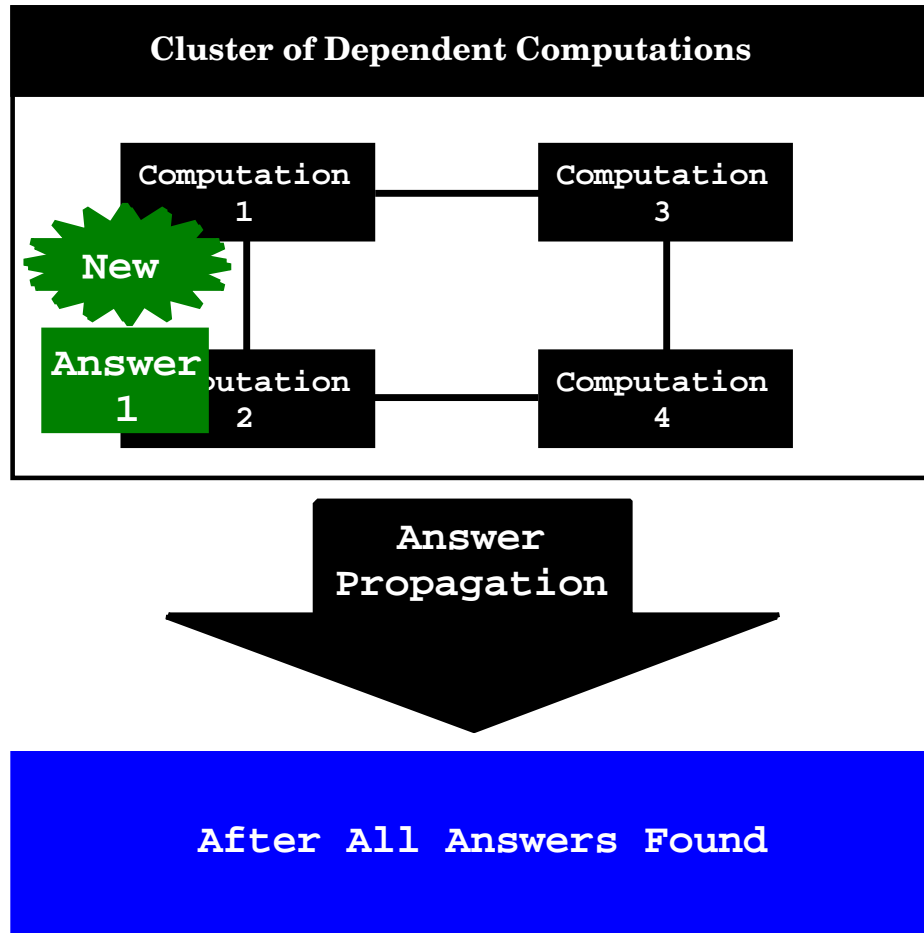 Cluster of Dependent Computations
Computation
1
Computation
3
New
Answer
1
putation
2
Computation
4
Answer
Propagation
After All Answers Found